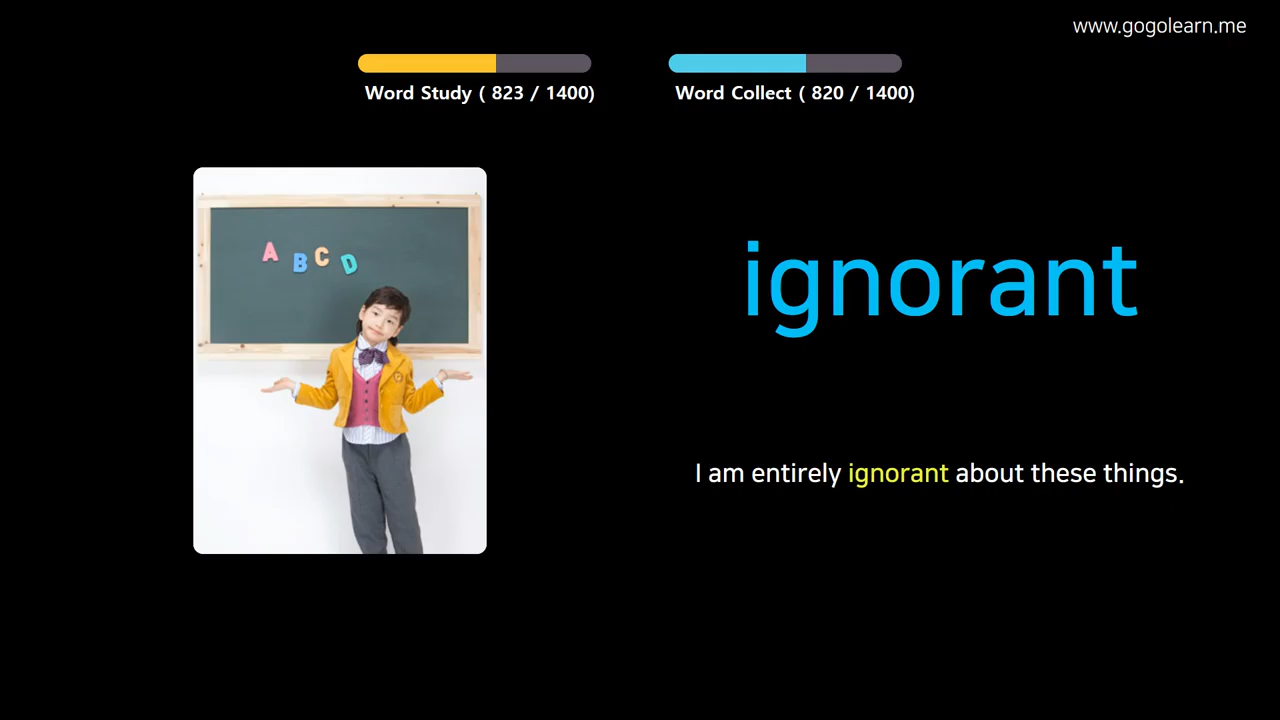 www.gogolearn.me
Word Study ( 823 / 1400)
Word Collect ( 820 / 1400)
A B C D
ignorant
I am entirely ignorant about these things.